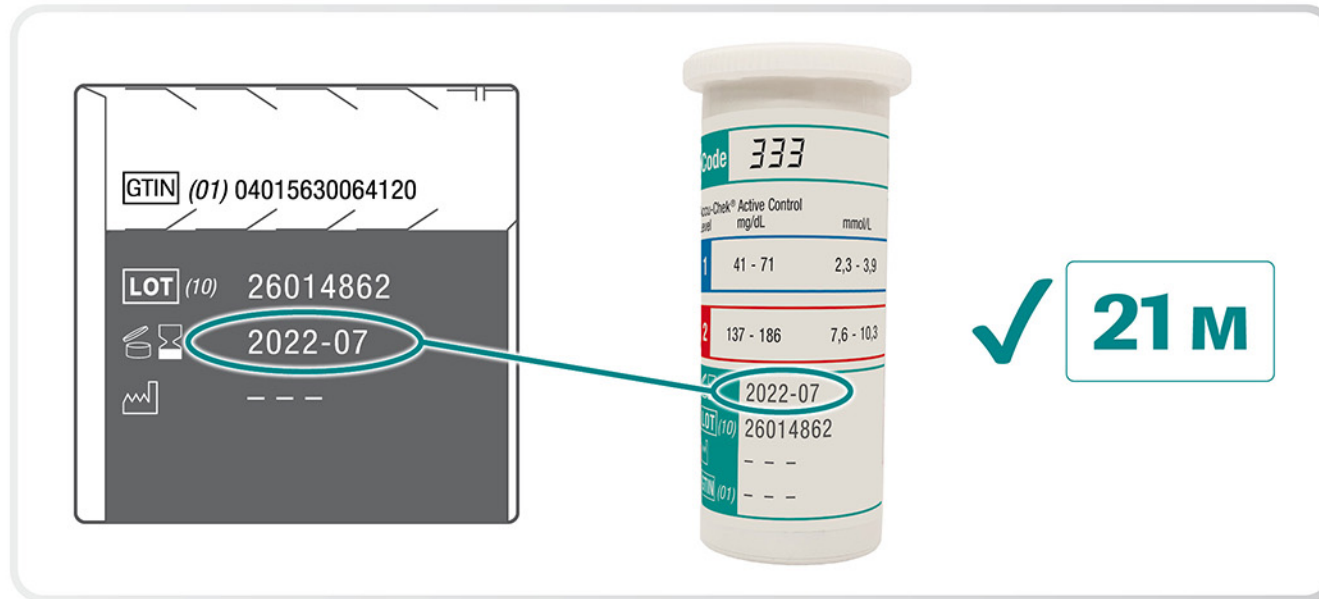 GTIN (01) 04015630064120
LOT (10) 26014862
2022-07
- - -
Code 333
Accu-Chek® Active Control
Level mg/dL mmol/L
1 41 - 71 2,3 - 3,9
2 137 - 186 7,6 - 10,3
2022-07
LOT (10) 26014862
- - -
GTIN (01) - - -
21 M